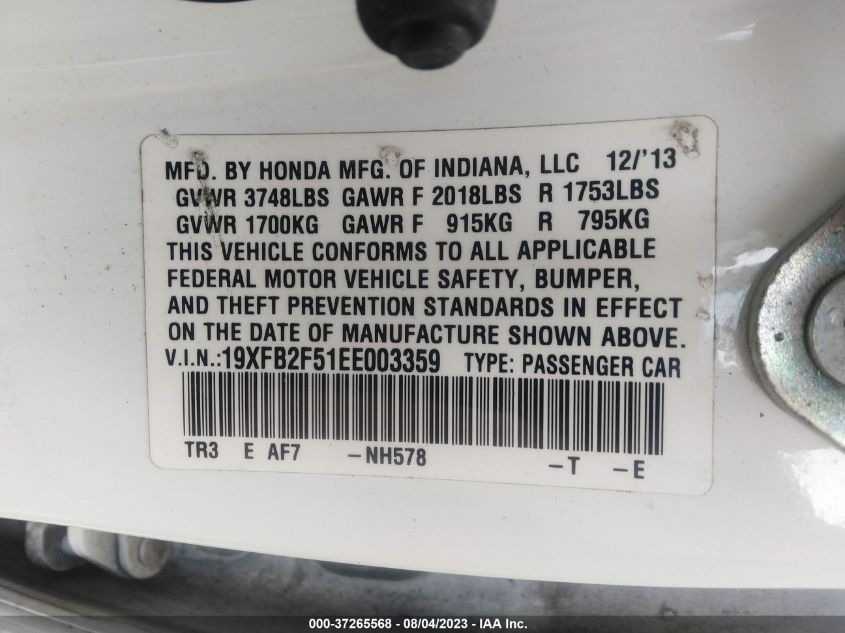 MFD. BY HONDA MFG. OF INDIANA, LLC 12/'13
GVWR 3748LBS GAWR F 2018LBS R 1753LBS
GVWR 1700KG GAWR F 915KG R 795KG
THIS VEHICLE CONFORMS TO ALL APPLICABLE
FEDERAL MOTOR VEHICLE SAFETY, BUMPER,
AND THEFT PREVENTION STANDARDS IN EFFECT
ON THE DATE OF MANUFACTURE SHOWN ABOVE.
V.I.N.:19XFB2F51EE003359 TYPE: PASSENGER CAR
TR3 E AF7 -NH578 -T -E
000-37265568 - 08/04/2023 - IAA Inc.